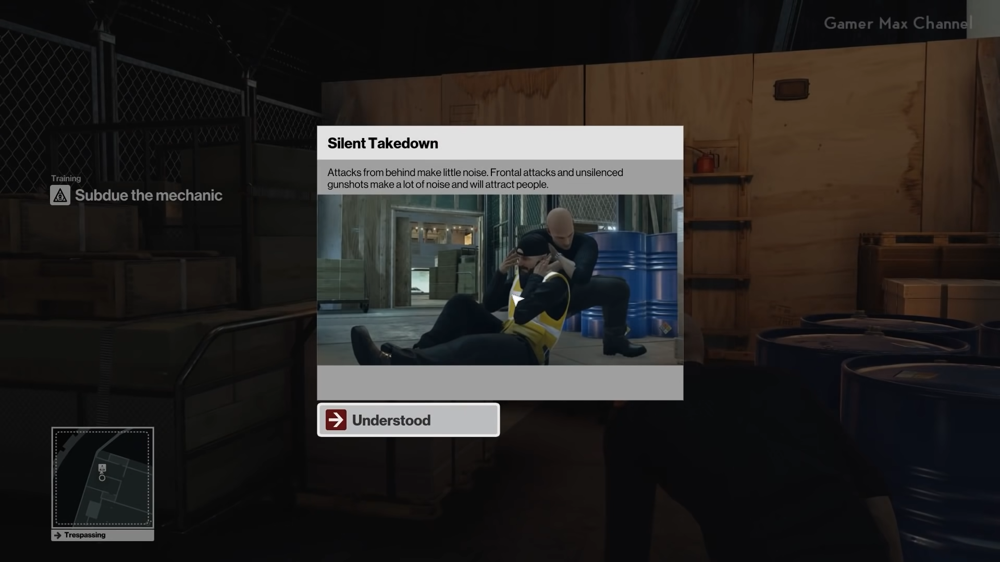 Gamer Max Channel
Silent Takedown
Attacks from behind make little noise. Frontal attacks and unsilenced
gunshots make a lot of noise and will attract people.
Training
Subdue the mechanic
Understood
Trespassing